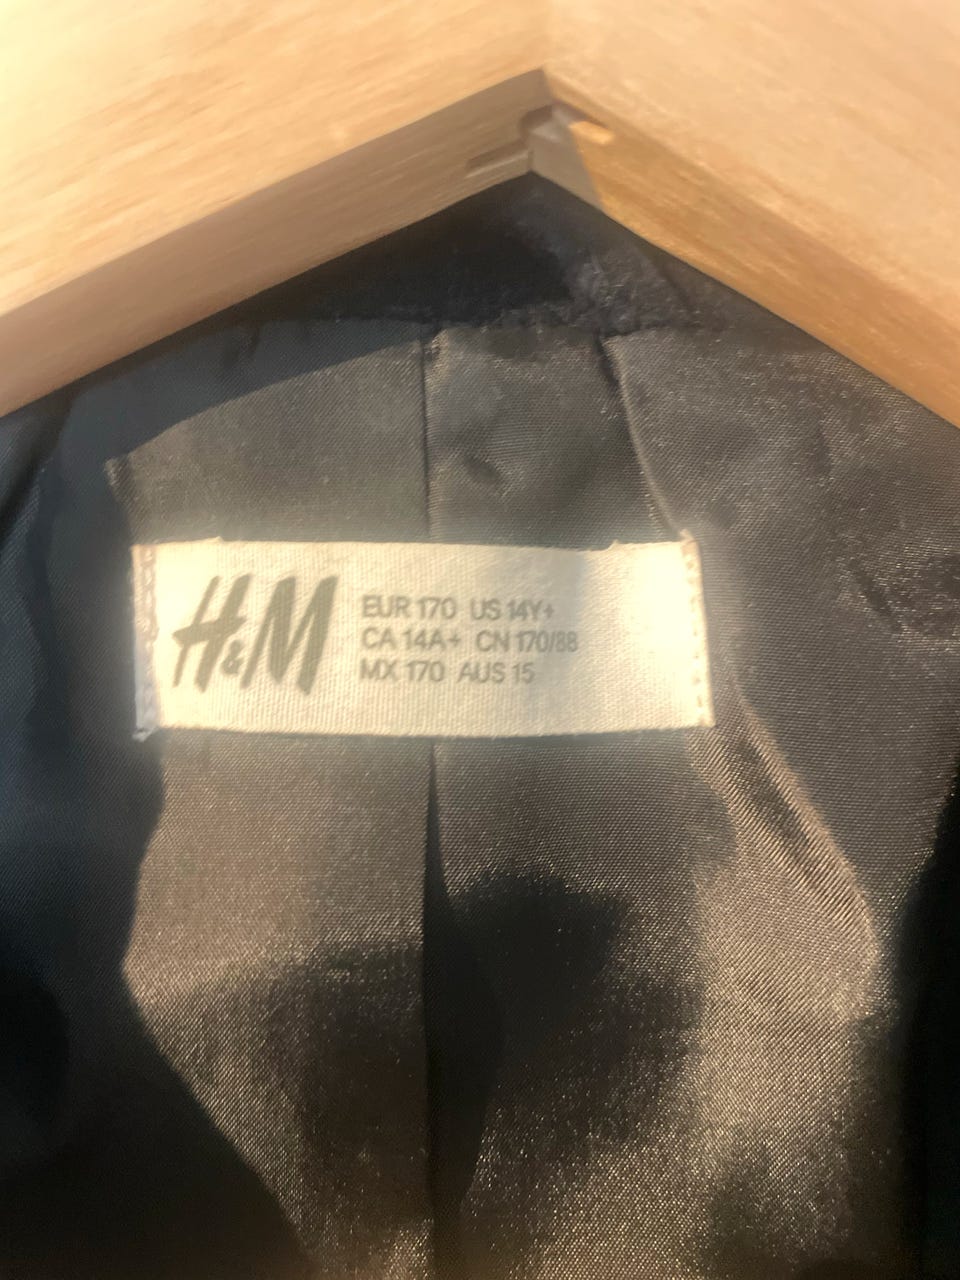 H&M
EUR 170 US 14Y+
CA 14A+ CN 170/88
MX 170 AUS 15